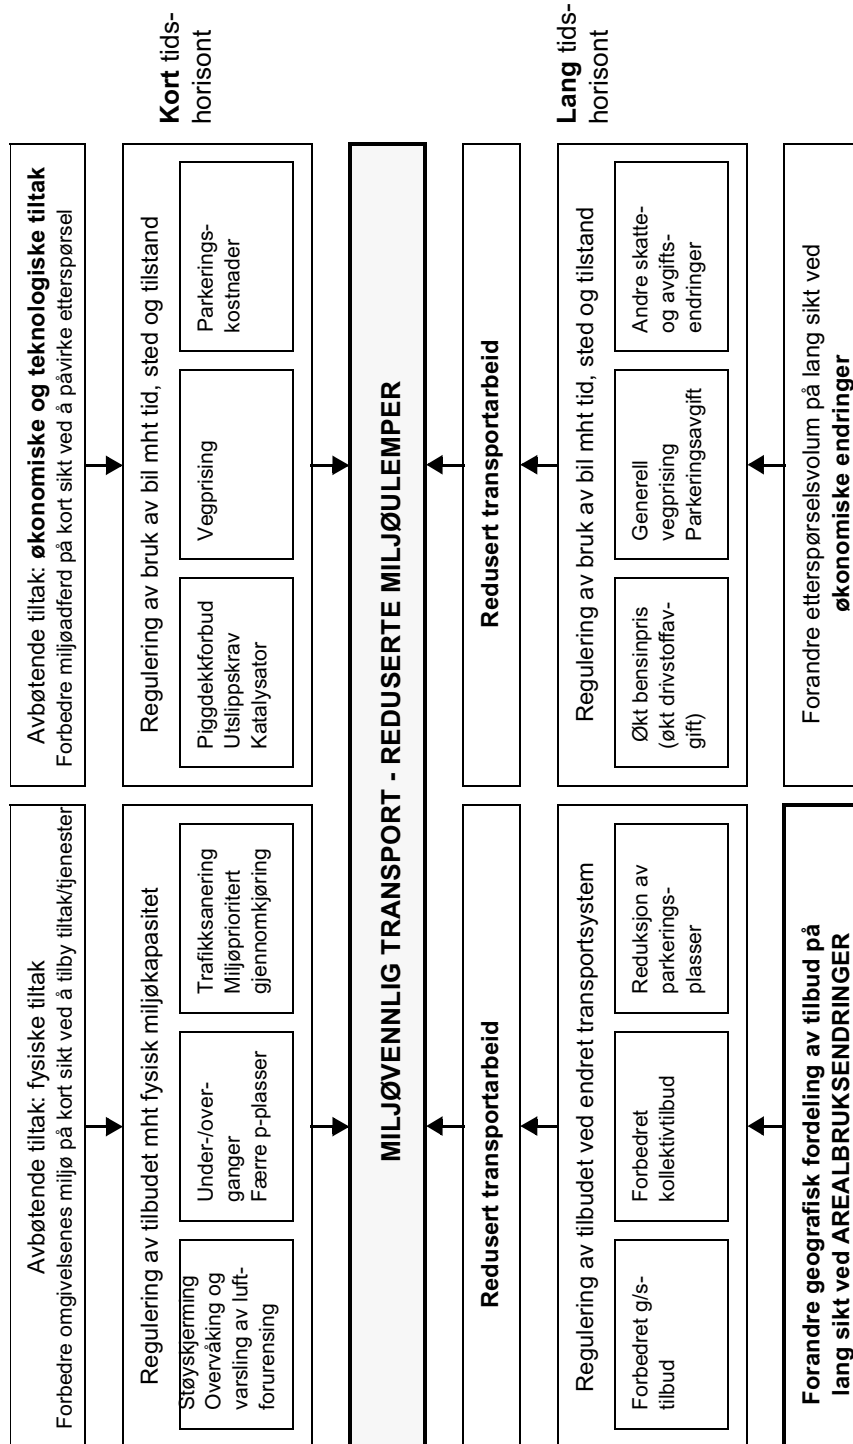 Avbøtende tiltak: fysiske tiltak
Forbedre omgivelsenes miljø på kort sikt ved å tilby tiltak/tjenester
Avbøtende tiltak: økonomiske og teknologiske tiltak
Forbedre miljøadferd på kort sikt ved å påvirke etterspørsel
Kort tids-
horisont
Regulering av tilbudet mht fysisk miljøkapasitet
Støyskjerming
Overvåking og
varsling av luft-
forurensing
Under-/over-
ganger
Færre p-plasser
Trafikksanering
Miljøprioritert
gjennomkjøring
Regulering av bruk av bil mht tid, sted og tilstand
Piggdekkforbud
Utslippskrav
Katalysator
Vegprising
Parkerings-
kostnader
MILJØVENNLIG TRANSPORT - REDUSERTE MILJØULEMPER
Redusert transportarbeid
Redusert transportarbeid
Regulering av tilbudet ved endret transportsystem
Forbedret g/s-
tilbud
Forbedret
kollektivtilbud
Reduksjon av
parkerings-
plasser
Regulering av bruk av bil mht tid, sted og tilstand
Økt bensinpris
(økt drivstoffav-
gift)
Generell
vegprising
Parkeringsavgift
Andre skatte-
og avgifts-
endringer
Lang tids-
horisont
Forandre geografisk fordeling av tilbud på
lang sikt ved AREALBRUKSENDRINGER
Forandre etterspørselsvolum på lang sikt ved
økonomiske endringer